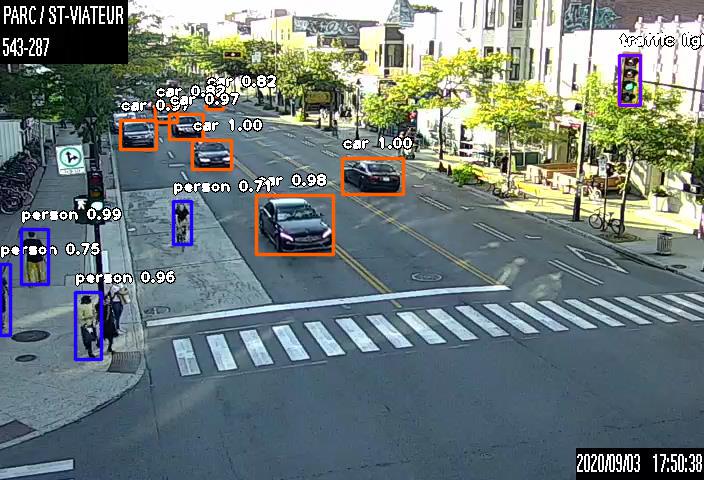 PARC / ST-VIATEUR
543-287
car 0.82
car 0.97
car 1.00
car 1.00
person 0.71
car 0.98
person 0.99
person 0.75
person 0.96
2020/09/03 17:50:38